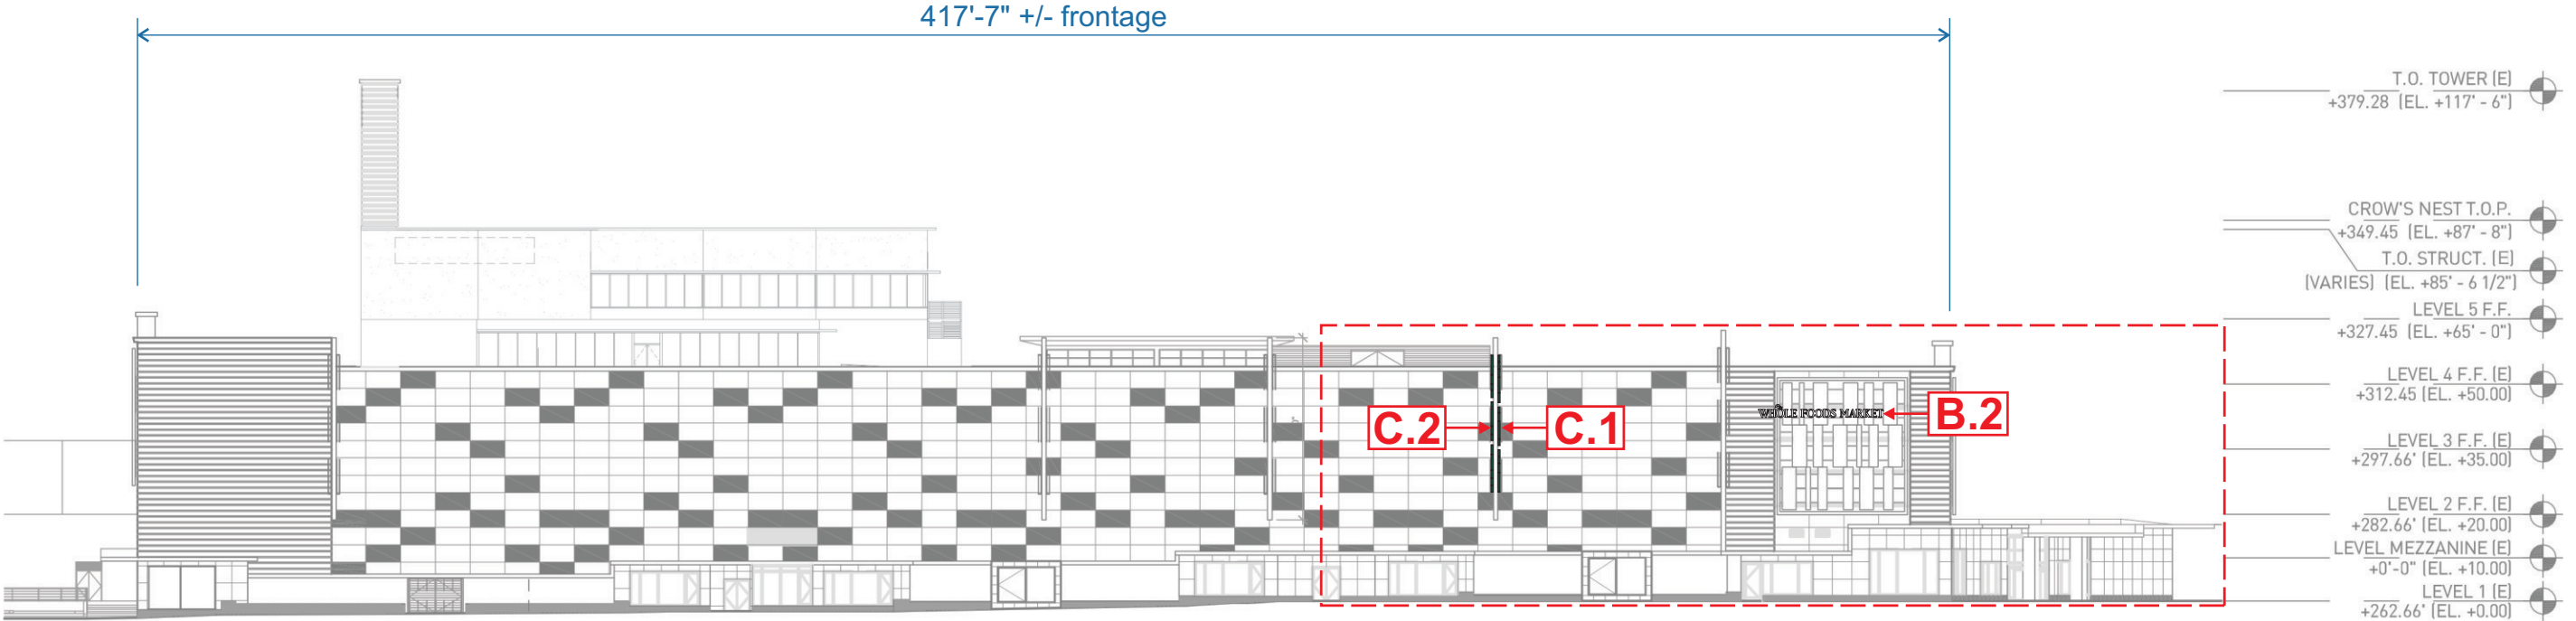 417'-7" +/- frontage
T.O. TOWER (E)
+379.28 (EL. +117' - 6")
CROW'S NEST T.O.P.
+349.45 (EL. +87' - 8")
T.O. STRUCT. (E)
(VARIES) (EL. +85' - 6 1/2")
LEVEL 5 F.F.
+327.45 (EL. +65' - 0")
LEVEL 4 F.F. (E)
+312.45 (EL. +50.00)
WHOLE FOODS MARKET
B.2
C.2
C.1
LEVEL 3 F.F. (E)
+297.66' (EL. +35.00)
LEVEL 2 F.F. (E)
+282.66' (EL. +20.00)
LEVEL MEZZANINE (E)
+0'-0" (EL. +10.00)
LEVEL 1 (E)
+262.66' (EL. +0.00)